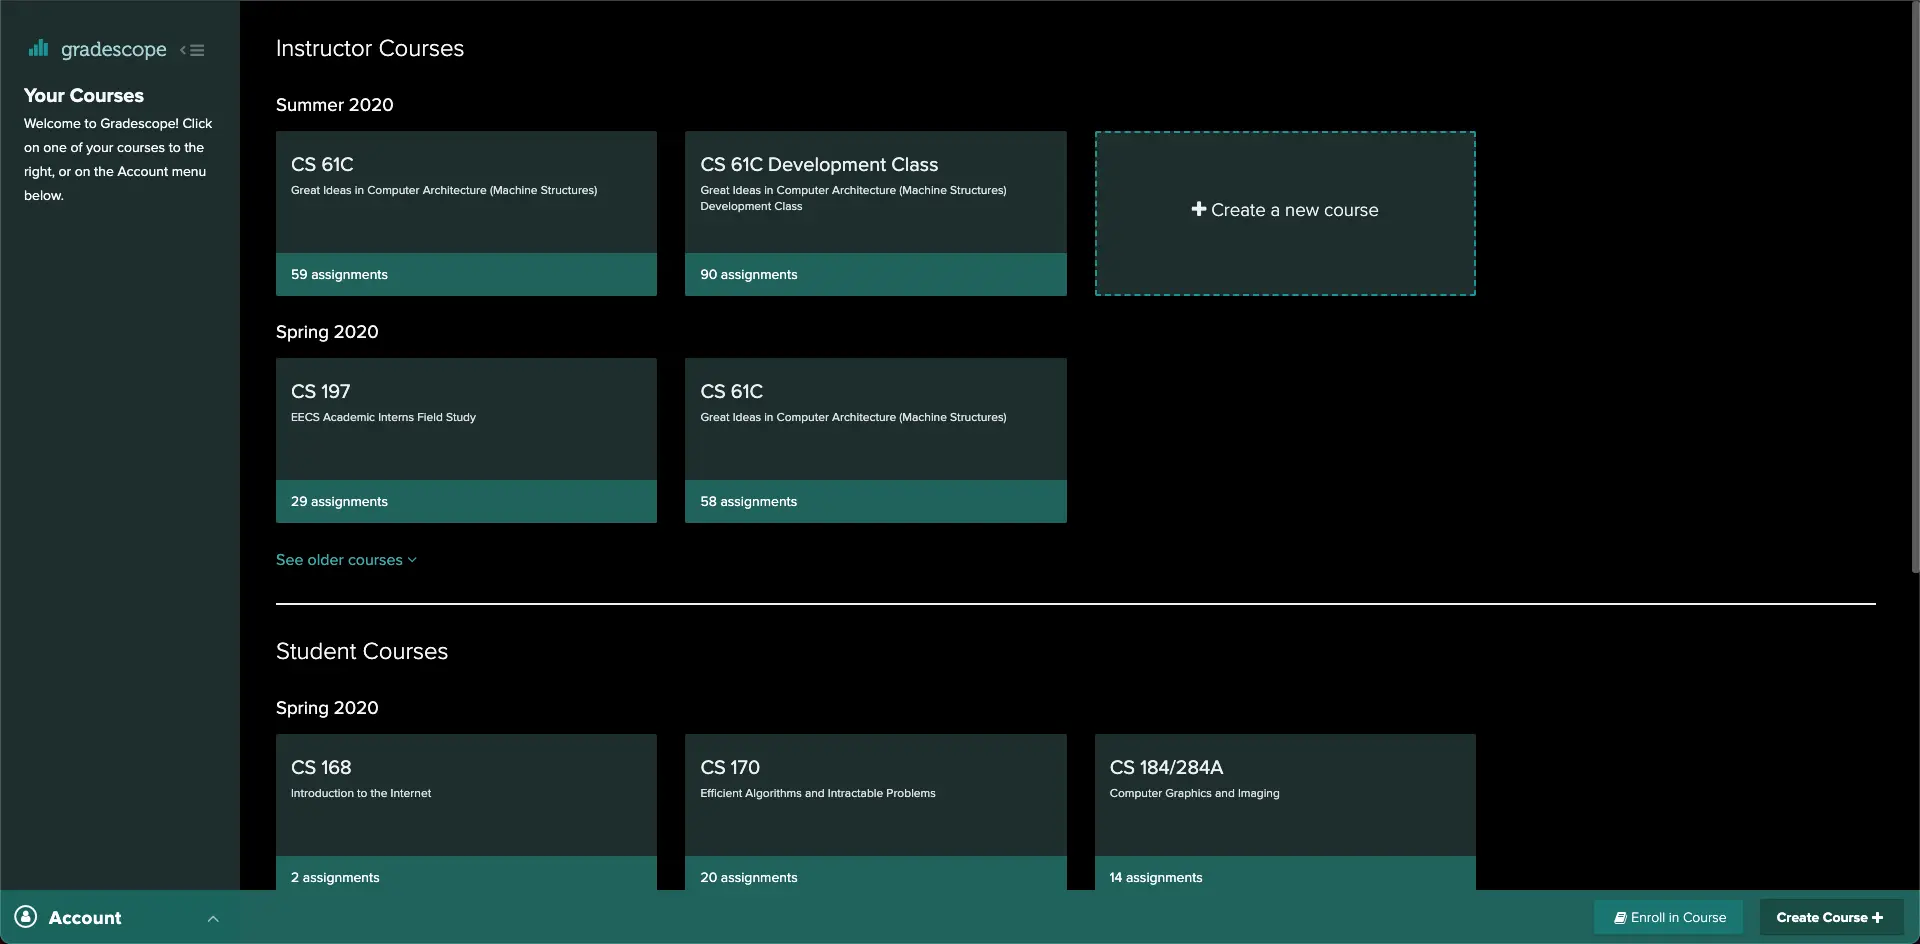 gradescope
Your Courses
Welcome to Gradescope! Click
on one of your courses to the
right, or on the Account menu
below.
Instructor Courses
Summer 2020
CS 61C
Great Ideas in Computer Architecture (Machine Structures)
59 assignments
CS 61C Development Class
Great Ideas in Computer Architecture (Machine Structures)
Development Class
90 assignments
+ Create a new course
Spring 2020
CS 197
EECS Academic Interns Field Study
29 assignments
CS 61C
Great Ideas in Computer Architecture (Machine Structures)
58 assignments
See older courses
Student Courses
Spring 2020
CS 168
Introduction to the Internet
2 assignments
CS 170
Efficient Algorithms and Intractable Problems
20 assignments
CS 184/284A
Computer Graphics and Imaging
14 assignments
Account
Enroll in Course
Create Course +